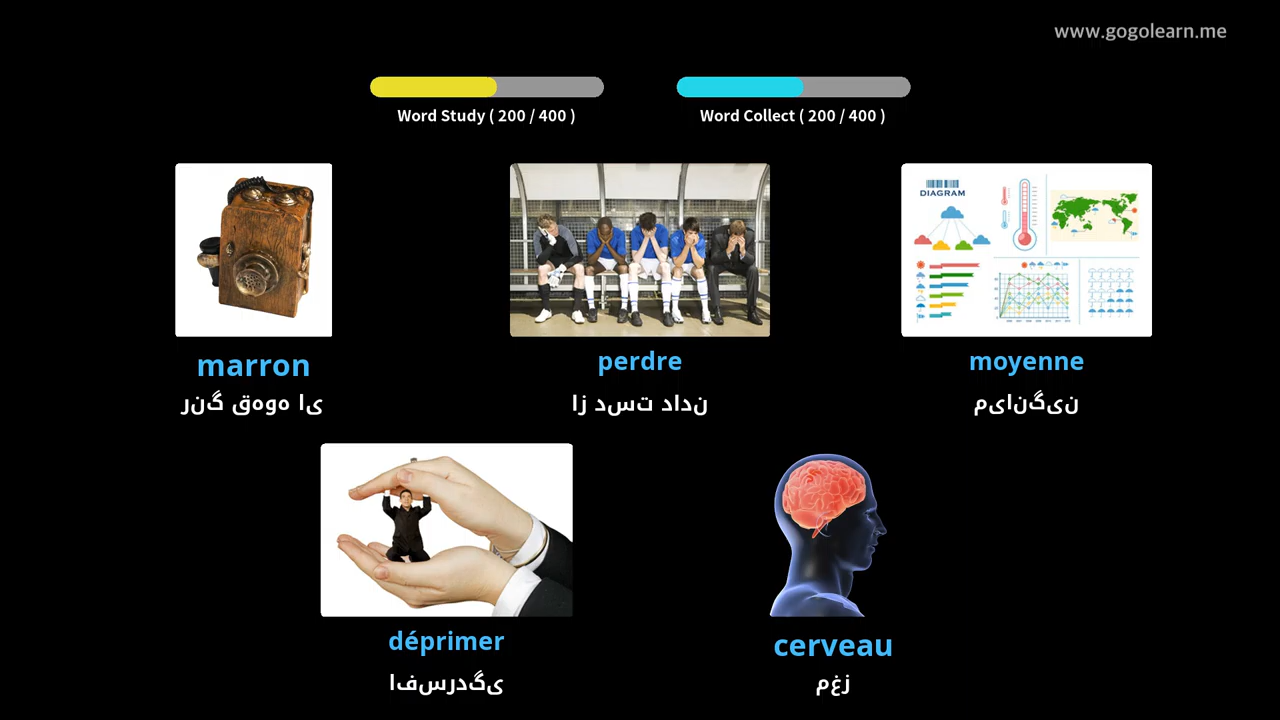 www.gogolearn.me
Word Study ( 200 / 400 )
Word Collect ( 200 / 400 )
DIAGRAM
marron
رنگ قهوه ای
perdre
از دست دادن
moyenne
میانگین
déprimer
افسردگی
cerveau
مغز